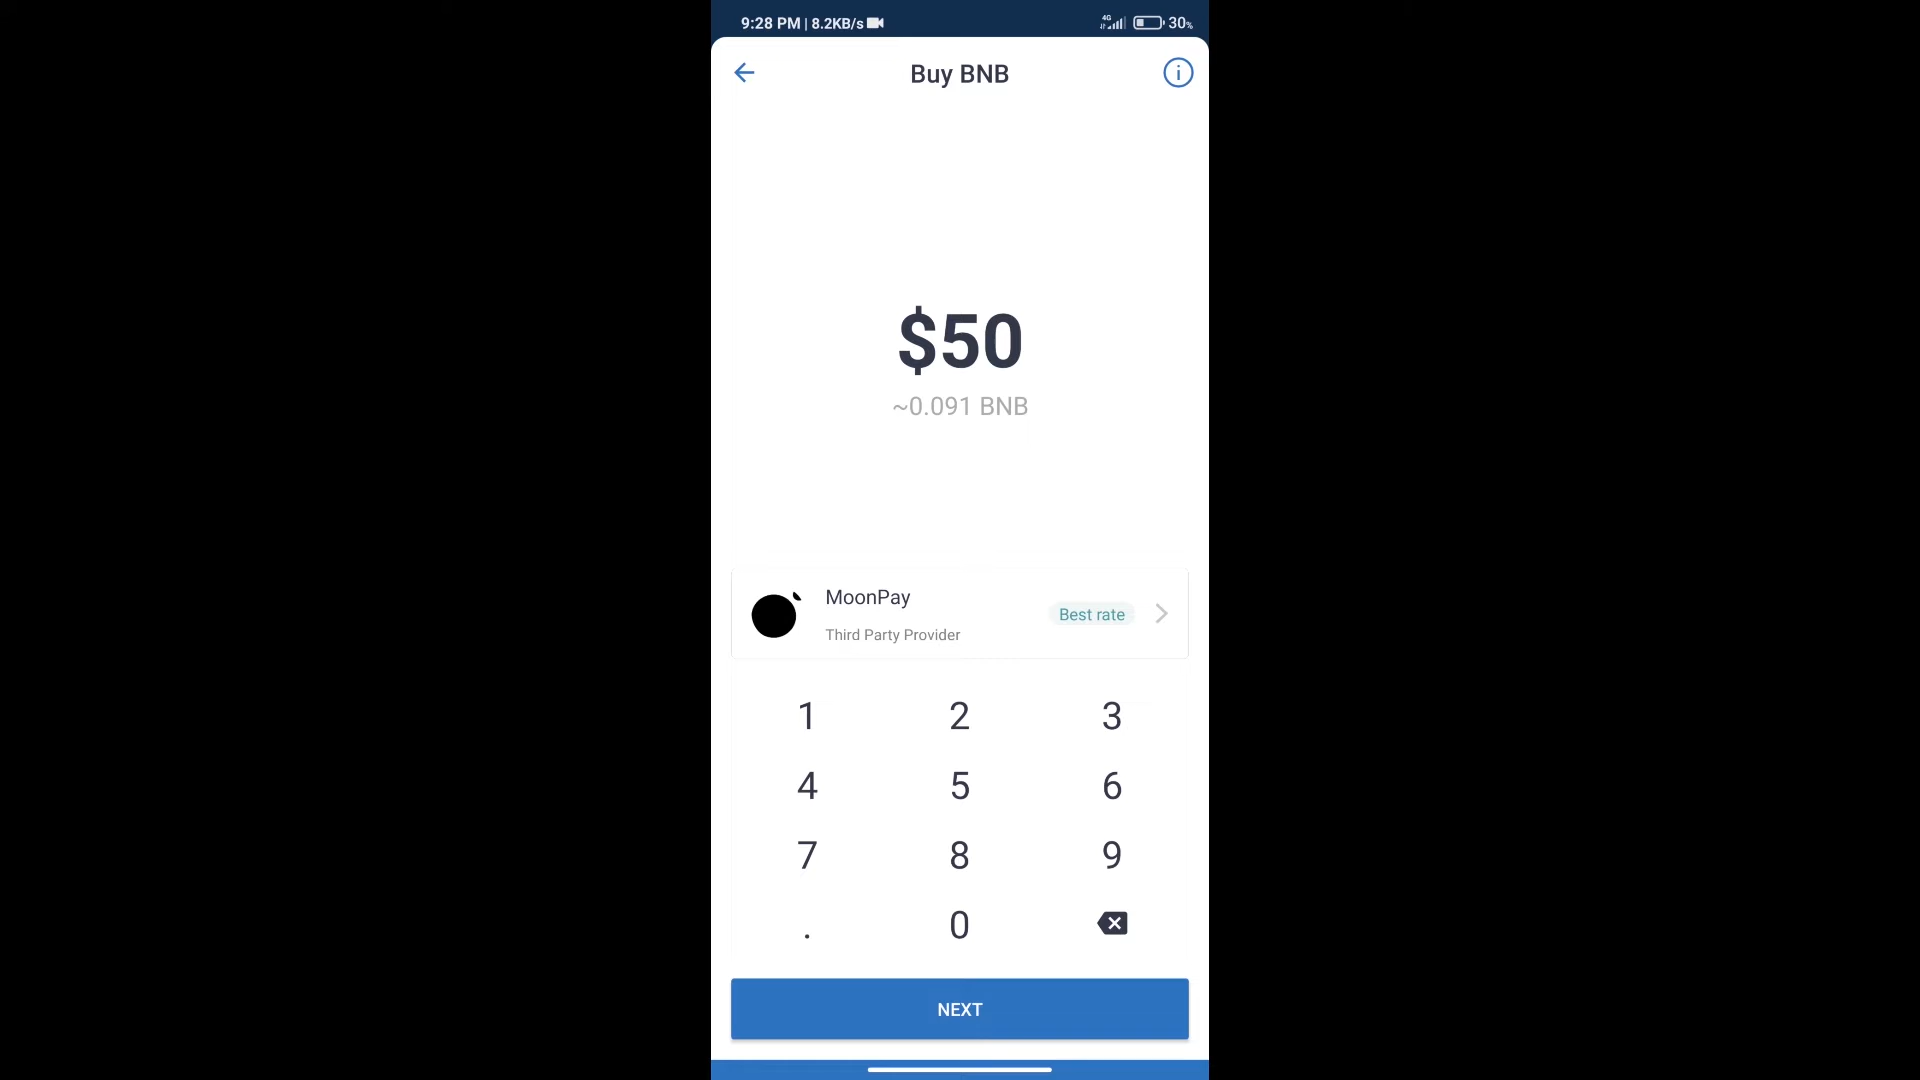 9:28 PM | 8.2KB/s 4G 30%
Buy BNB
$50
~0.091 BNB
MoonPay
Best rate
Third Party Provider
1 2 3
4 5 6
7 8 9
. 0
NEXT